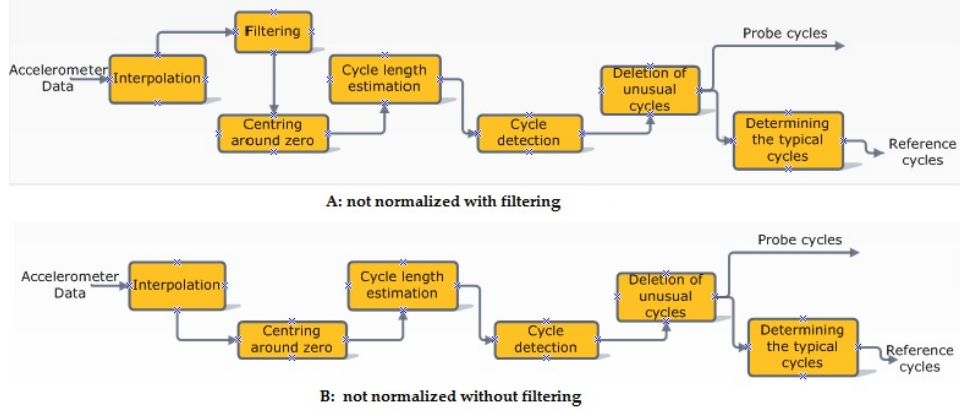 Accelerometer
Data
Interpolation
Filtering
Centring
around zero
Cycle length
estimation
Cycle
detection
Deletion of
unusual
cycles
Probe cycles
Determining
the typical
cycles
Reference
cycles
A: not normalized with filtering
Accelerometer
Data
Interpolation
Centring
around zero
Cycle length
estimation
Cycle
detection
Deletion of
unusual
cycles
Probe cycles
Determining
the typical
cycles
Reference
cycles
B: not normalized without filtering